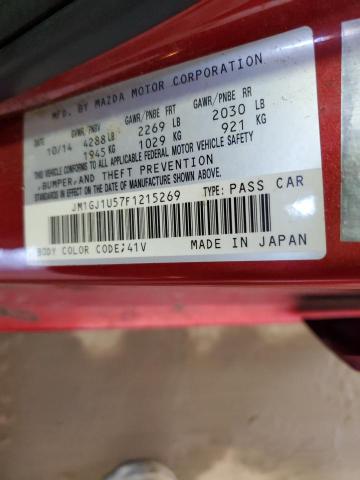 MFG. BY MAZDA MOTOR CORPORATION
DATE GVWR/PNBV GAWR/PNBE FRT GAWR/PNBE RR
10/14 4288 LB 2269 LB 2030 LB
1945 KG 1029 KG 921 KG
THIS VEHICLE CONFORMS TO ALL APPLICABLE FEDERAL MOTOR VEHICLE SAFETY
,BUMPER,AND THEFT PREVENTION
STANDARDS IN EFFECT ON THE DATE OF MANUFACTURE SHOWN ABOVE.
JM1GJ1U57F1215269 TYPE: PASS CAR
BODY COLOR CODE;41V MADE IN JAPAN